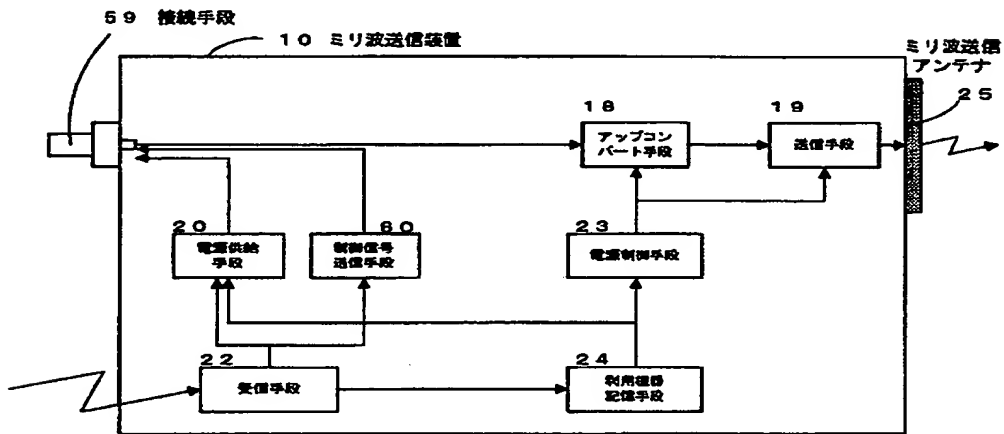 59 接続手段
10 ミリ波送信装置
ミリ波送信
アンテナ
25
18
アップコン
バート手段
19
送信手段
20
電源供給
手段
60
制御信号
送信手段
23
電源制御手段
22
受信手段
24
利用機器
記憶手段